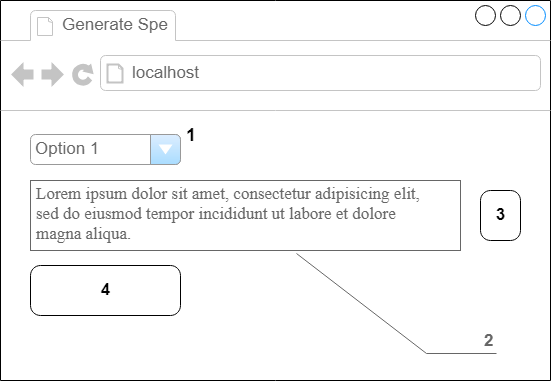 Generate Spe
localhost
Option 1
1
Lorem ipsum dolor sit amet, consectetur adipisicing elit,
sed do eiusmod tempor incididunt ut labore et dolore
magna aliqua.
3
4
2